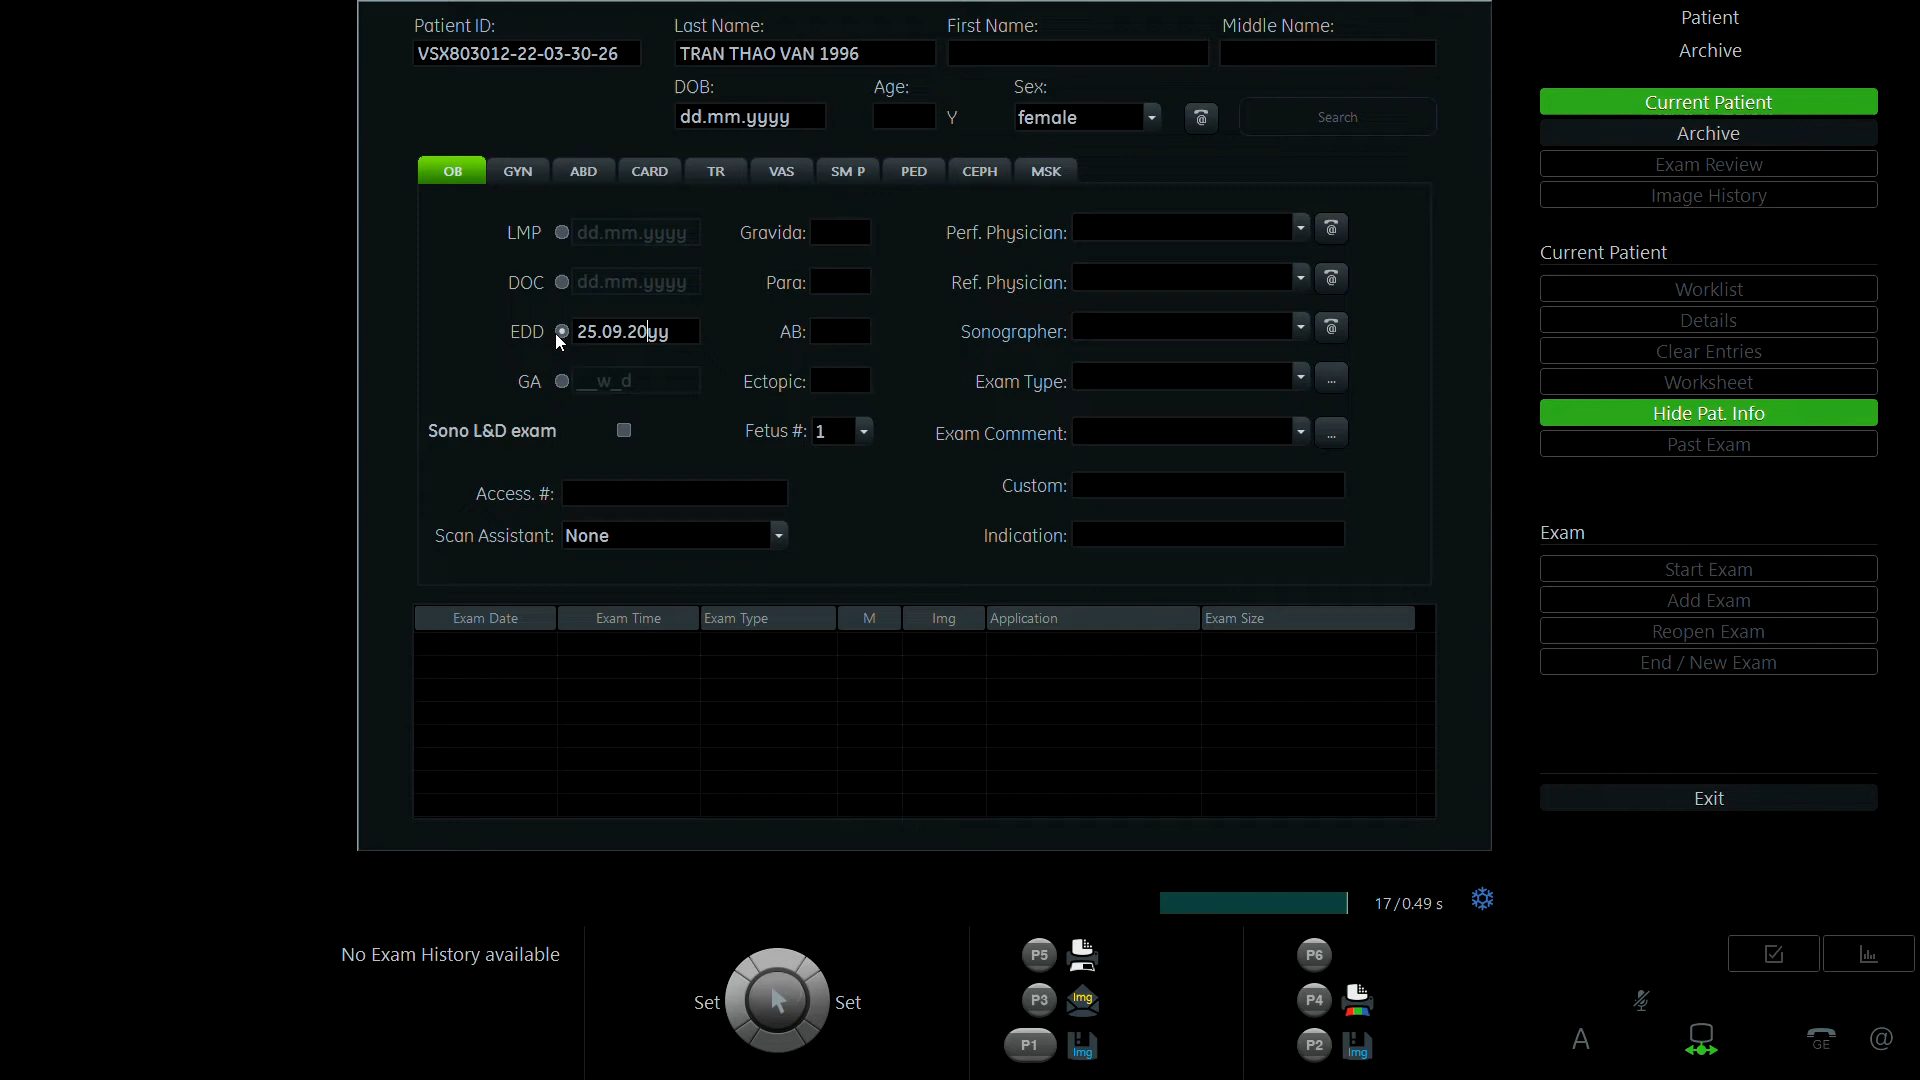 Patient ID: Last Name: First Name: Middle Name:
VSX803012-22-03-30-26 TRAN THAO VAN 1996
DOB: Age: Sex:
dd.mm.yyyy Y female @ Search
OB GYN ABD CARD TR VAS SM P PED CEPH MSK
LMP dd.mm.yyyy Gravida: Perf. Physician: @
DOC dd.mm.yyyy Para: Ref. Physician: @
EDD 25.09.20yy AB: Sonographer: @
GA __w_d Ectopic: Exam Type: ...
Sono L&D exam Fetus #: 1 Exam Comment: ...
Custom:
Access. #:
Scan Assistant: None Indication:
Exam Date Exam Time Exam Type M Img Application Exam Size
Patient
Archive
Current Patient
Archive
Exam Review
Image History
Current Patient
Worklist
Details
Clear Entries
Worksheet
Hide Pat. Info
Past Exam
Exam
Start Exam
Add Exam
Reopen Exam
End / New Exam
Exit
17/0.49 s
No Exam History available
Set Set
P5 P6
P3 Img P4
P1 Img P2 Img
A GE @